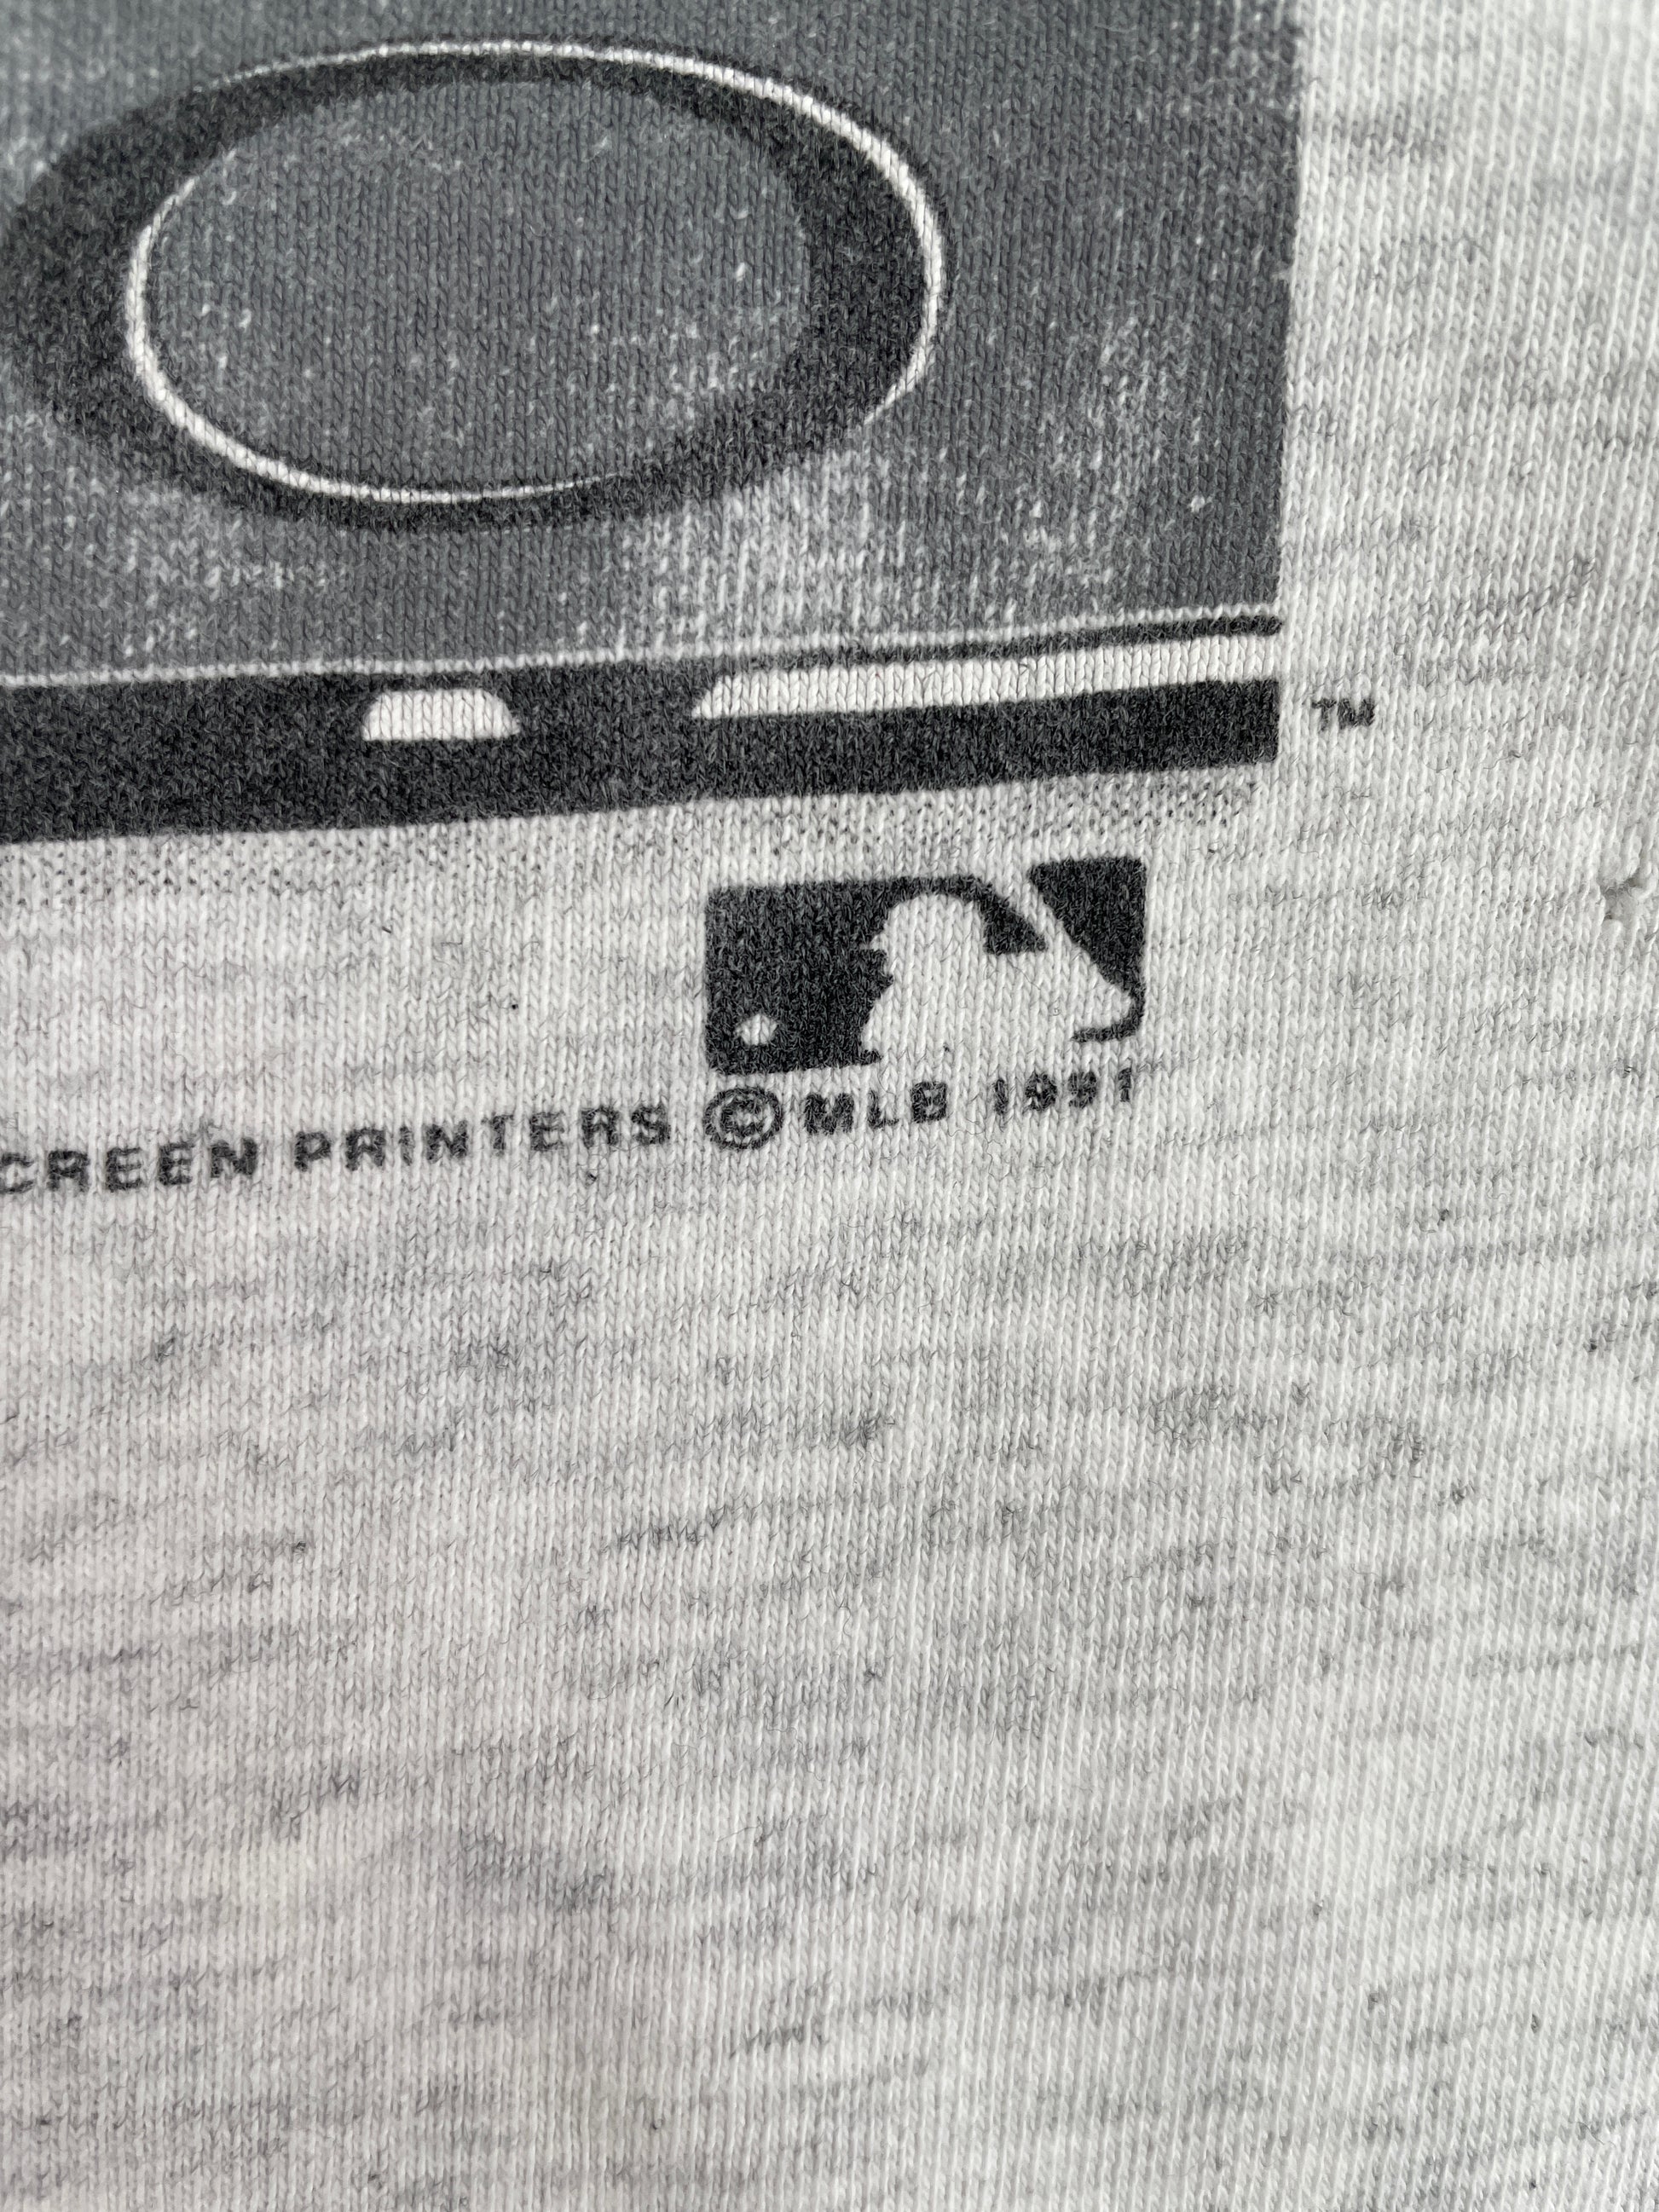 TM
CREEN PRINTERS © MLB 1991